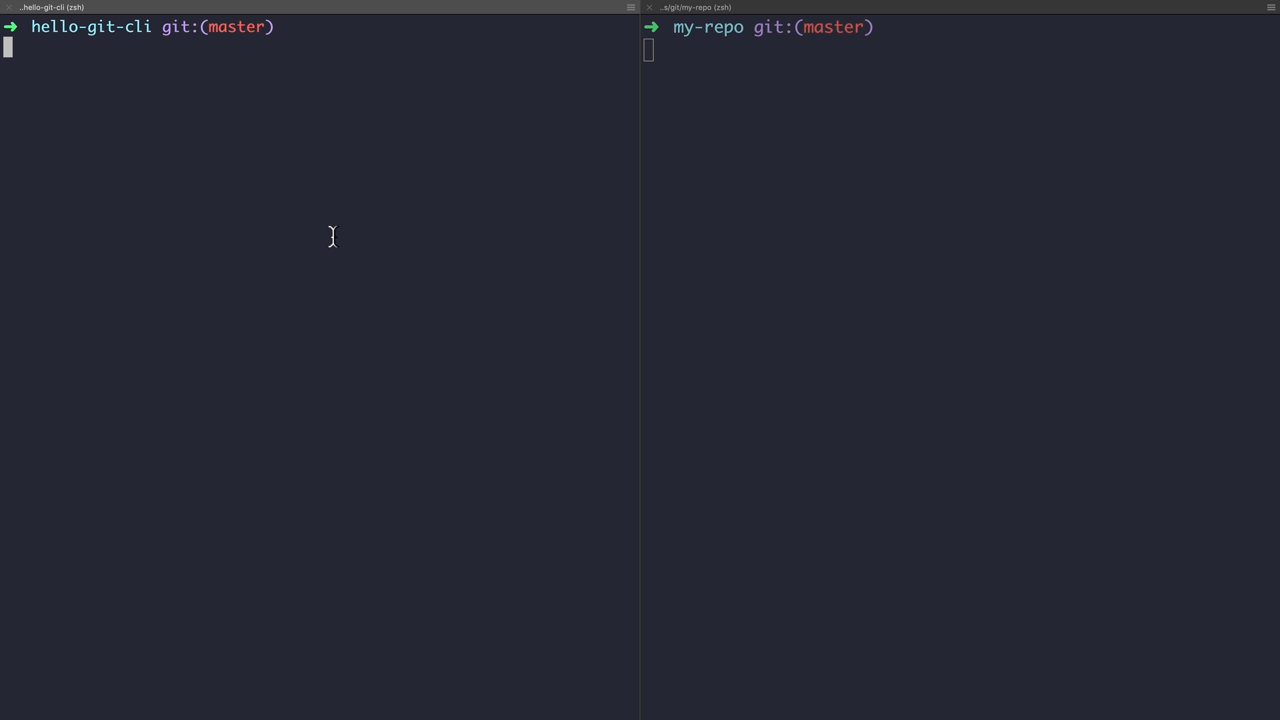 ..hello-git-cli (zsh)
➜ hello-git-cli git:(master)
..s/git/my-repo (zsh)
➜ my-repo git:(master)